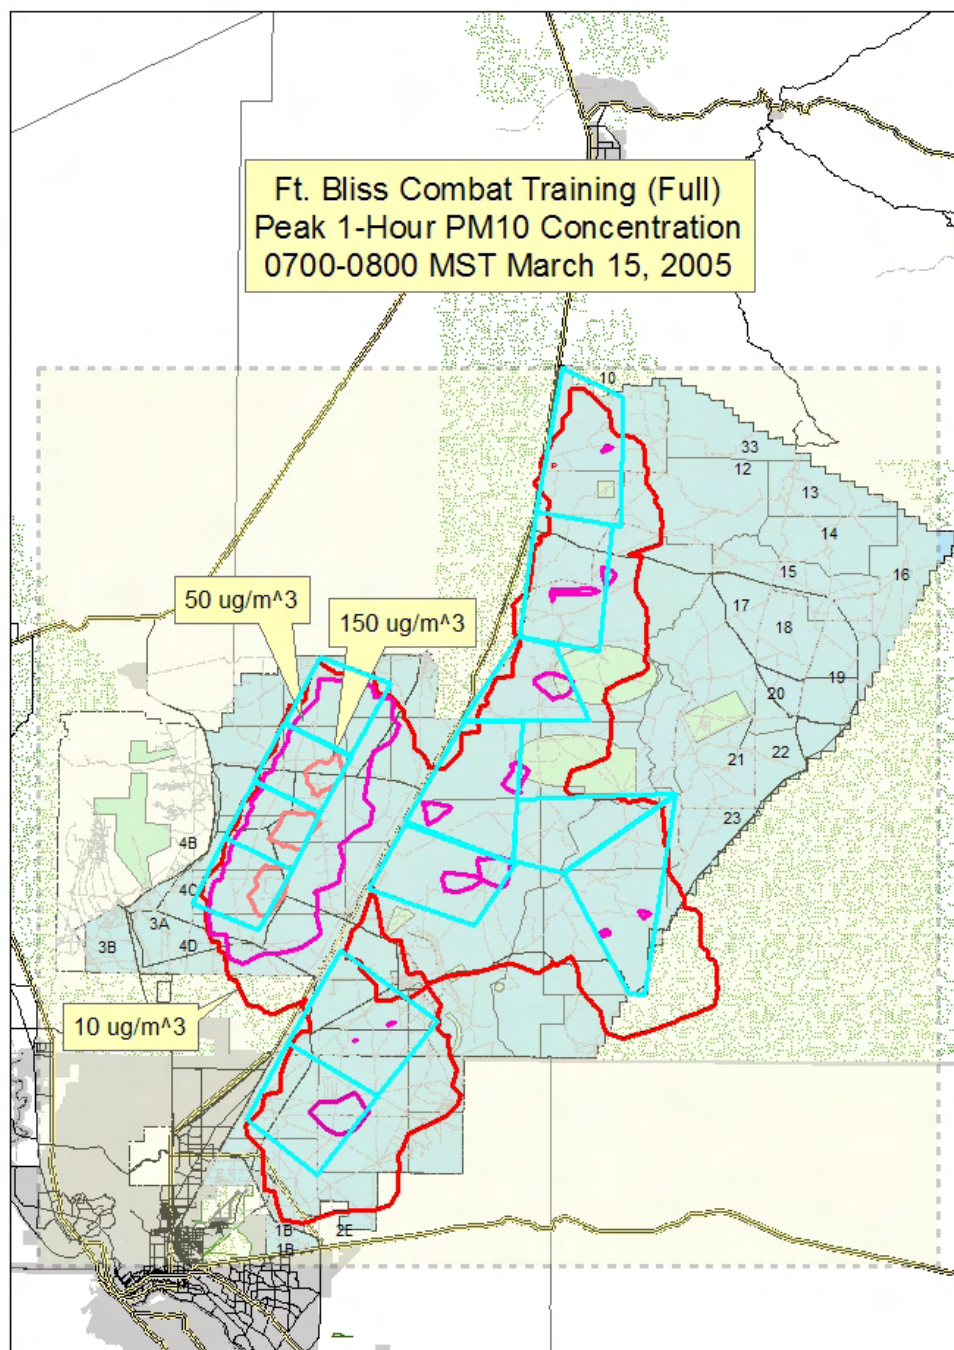 Ft. Bliss Combat Training (Full)
Peak 1-Hour PM10 Concentration
0700-0800 MST March 15, 2005
10
33
12
13
14
15
16
50 ug/m^3
17
150 ug/m^3
18
19
20
22
21
23
4B
4C
3A
3B
4D
10 ug/m^3
1B
2E
1B